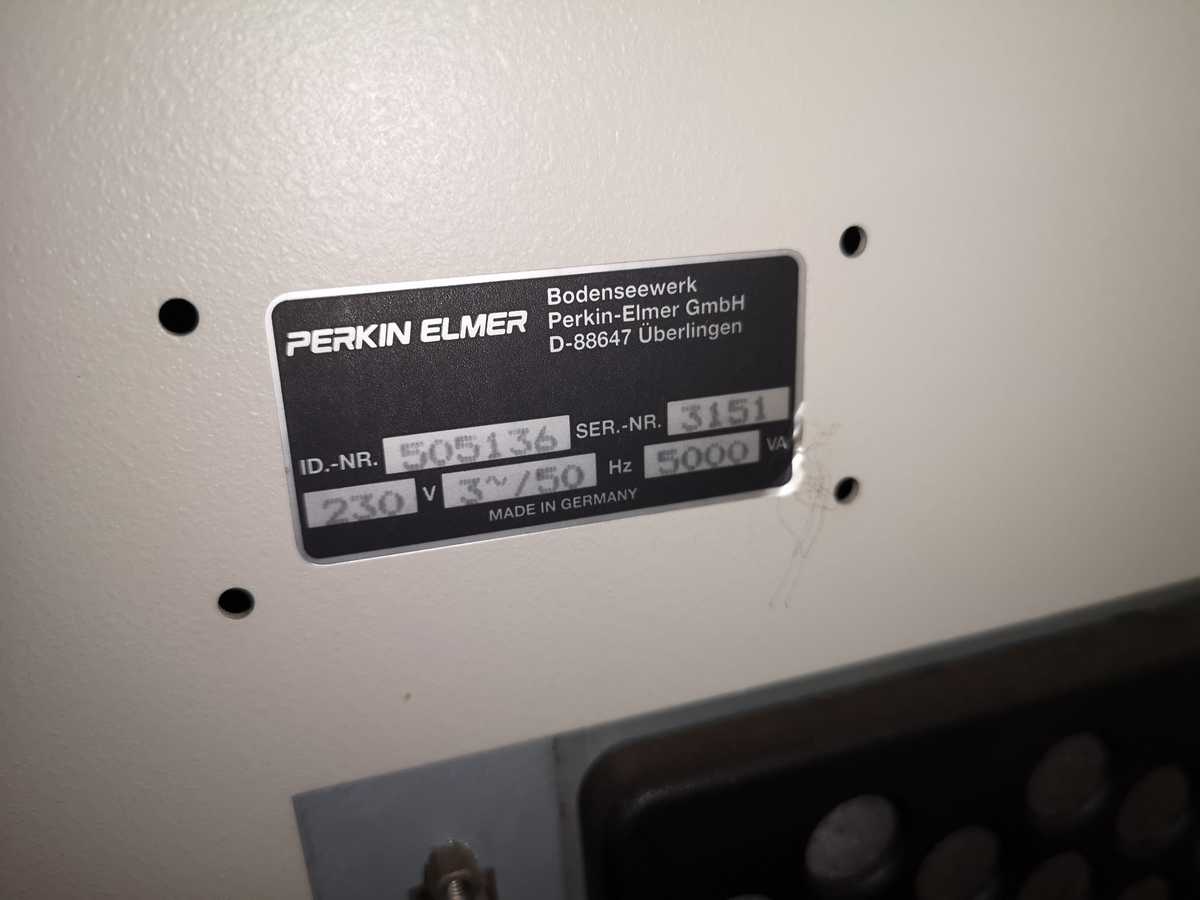 PERKIN ELMER
Bodenseewerk
Perkin-Elmer GmbH
D-88647 Überlingen
ID.-NR. 505136 SER.-NR. 3151
230 V 3~/50 Hz 5000 VA
MADE IN GERMANY